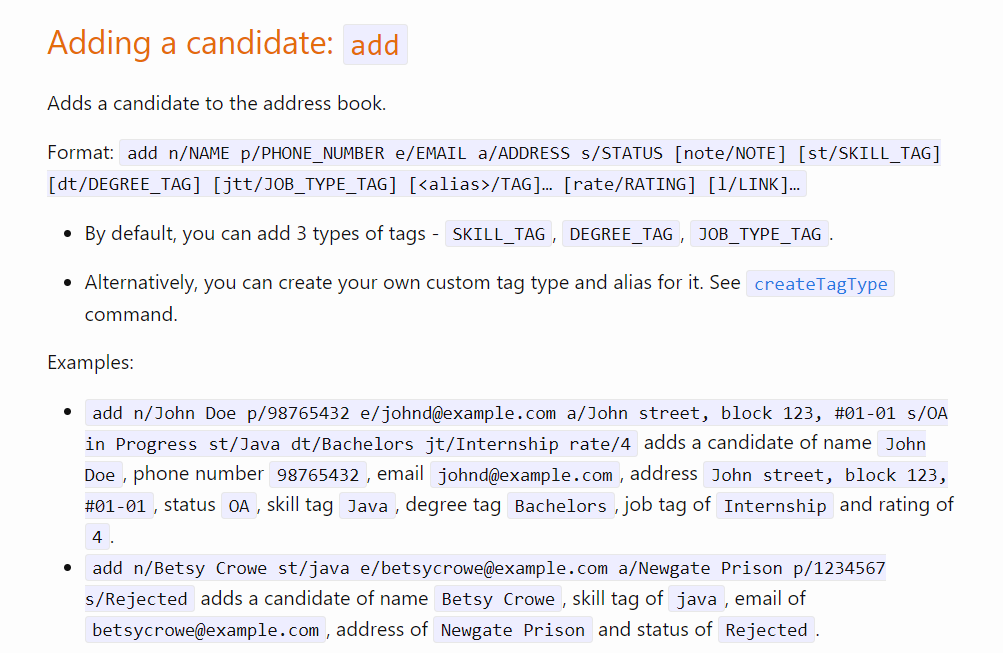 Adding a candidate: add
Adds a candidate to the address book.
Format: add n/NAME p/PHONE_NUMBER e/EMAIL a/ADDRESS s/STATUS [note/NOTE] [st/SKILL_TAG]
[dt/DEGREE_TAG] [jtt/JOB_TYPE_TAG] [<alias>/TAG]… [rate/RATING] [l/LINK]…
• By default, you can add 3 types of tags - SKILL_TAG, DEGREE_TAG, JOB_TYPE_TAG.
• Alternatively, you can create your own custom tag type and alias for it. See createTagType
command.
Examples:
• add n/John Doe p/98765432 e/johnd@example.com a/John street, block 123, #01-01 s/OA
in Progress st/Java dt/Bachelors jt/Internship rate/4 adds a candidate of name John
Doe, phone number 98765432, email johnd@example.com, address John street, block 123,
#01-01, status OA, skill tag Java, degree tag Bachelors, job tag of Internship and rating of
4.
• add n/Betsy Crowe st/java e/betsycrowe@example.com a/Newgate Prison p/1234567
s/Rejected adds a candidate of name Betsy Crowe, skill tag of java, email of
betsycrowe@example.com, address of Newgate Prison and status of Rejected.